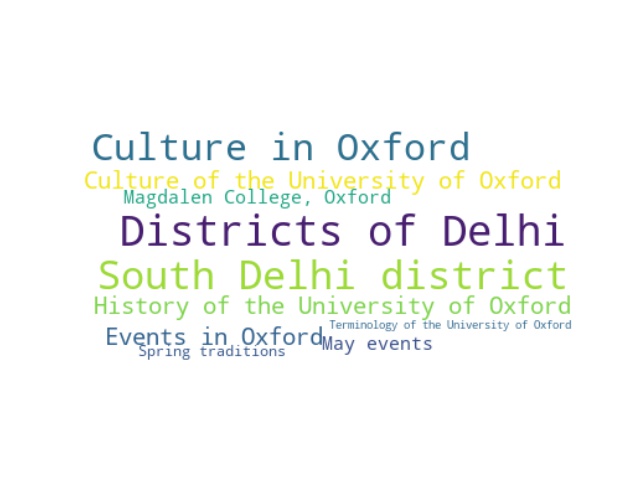 Culture in Oxford
Culture of the University of Oxford
Magdalen College, Oxford
Districts of Delhi
South Delhi district
History of the University of Oxford
Terminology of the University of Oxford
Events in Oxford
May events
Spring traditions